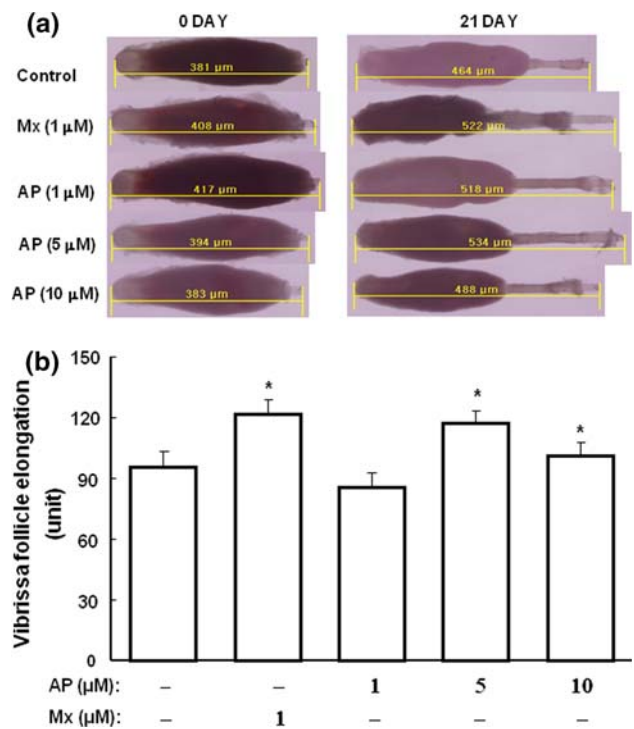 (a)
0 DAY
21 DAY
Control
381 µm
464 µm
Mx (1 µM)
408 µm
522 µm
AP (1 µM)
417 µm
518 µm
AP (5 µM)
394 µm
534 µm
AP (10 µM)
383 µm
488 µm
(b)
Vibrissa follicle elongation
(unit)
150
120
90
60
30
0
*
*
*
AP (µM): – – 1 5 10
Mx (µM): – 1 – – –